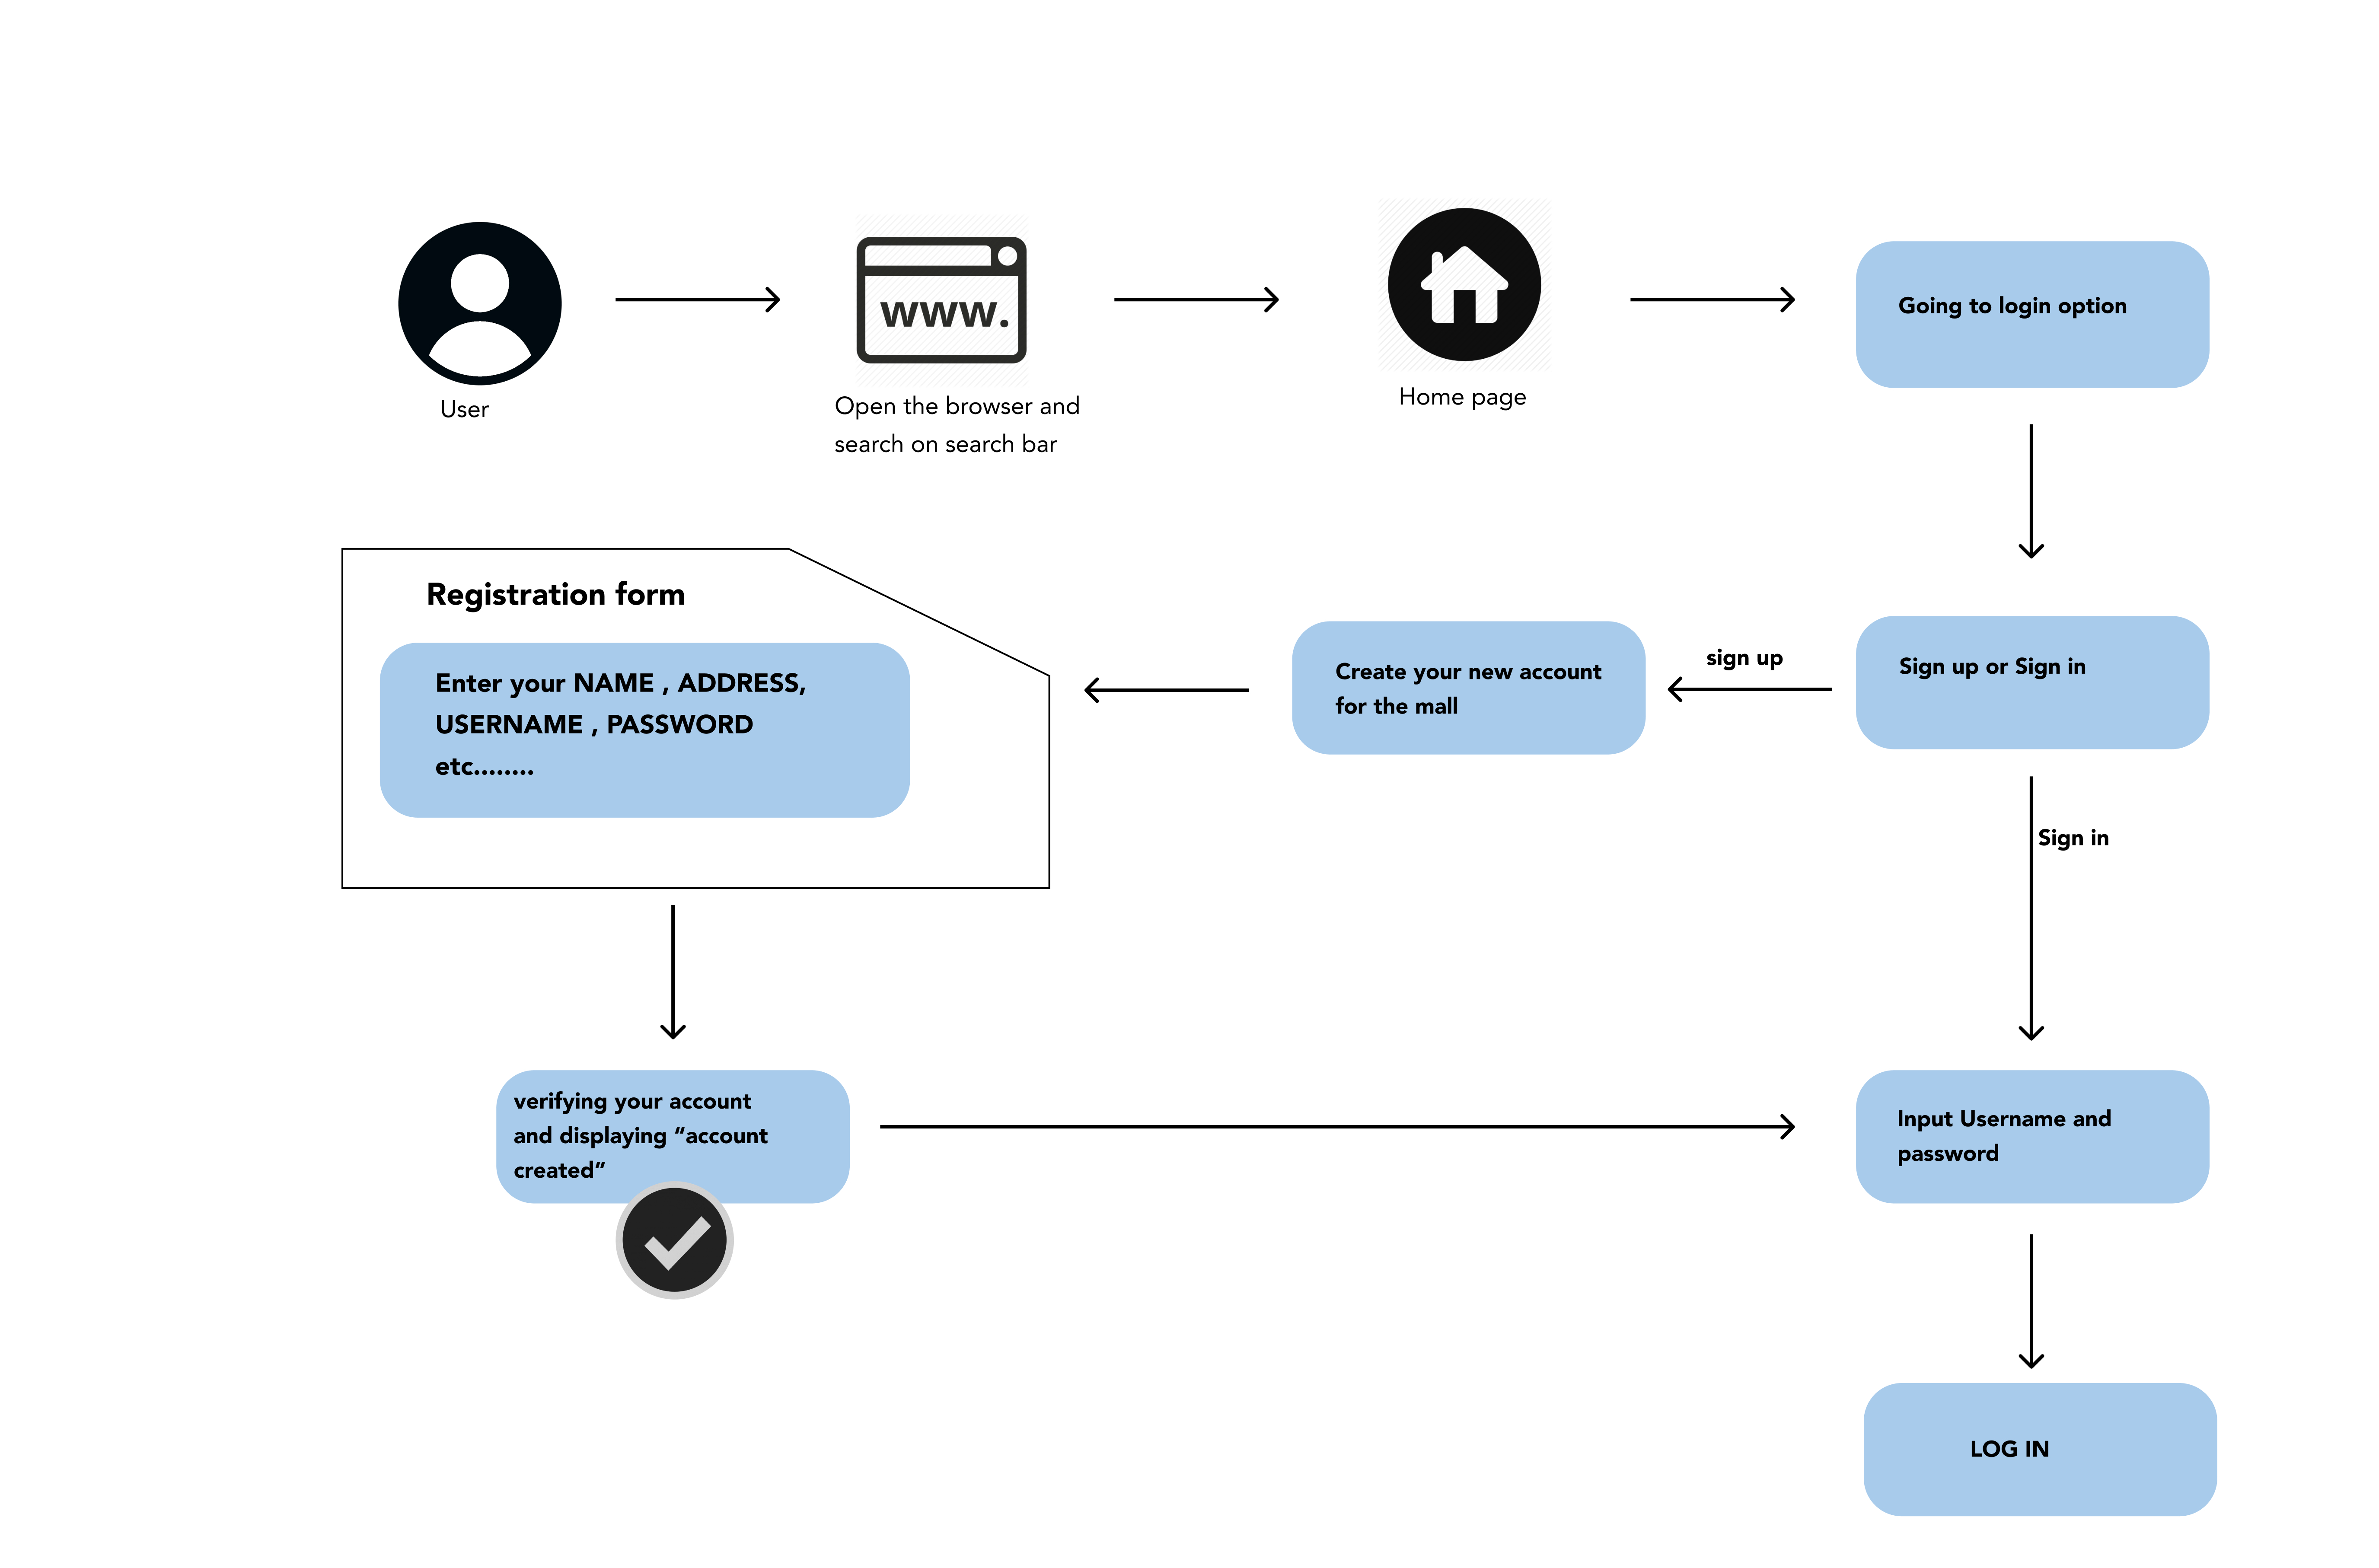 www.
User
Open the browser and
search on search bar
Home page
Going to login option
Registration form
Enter your NAME , ADDRESS,
USERNAME , PASSWORD
etc........
Create your new account
for the mall
sign up
Sign up or Sign in
Sign in
verifying your account
and displaying “account
created”
Input Username and
password
LOG IN